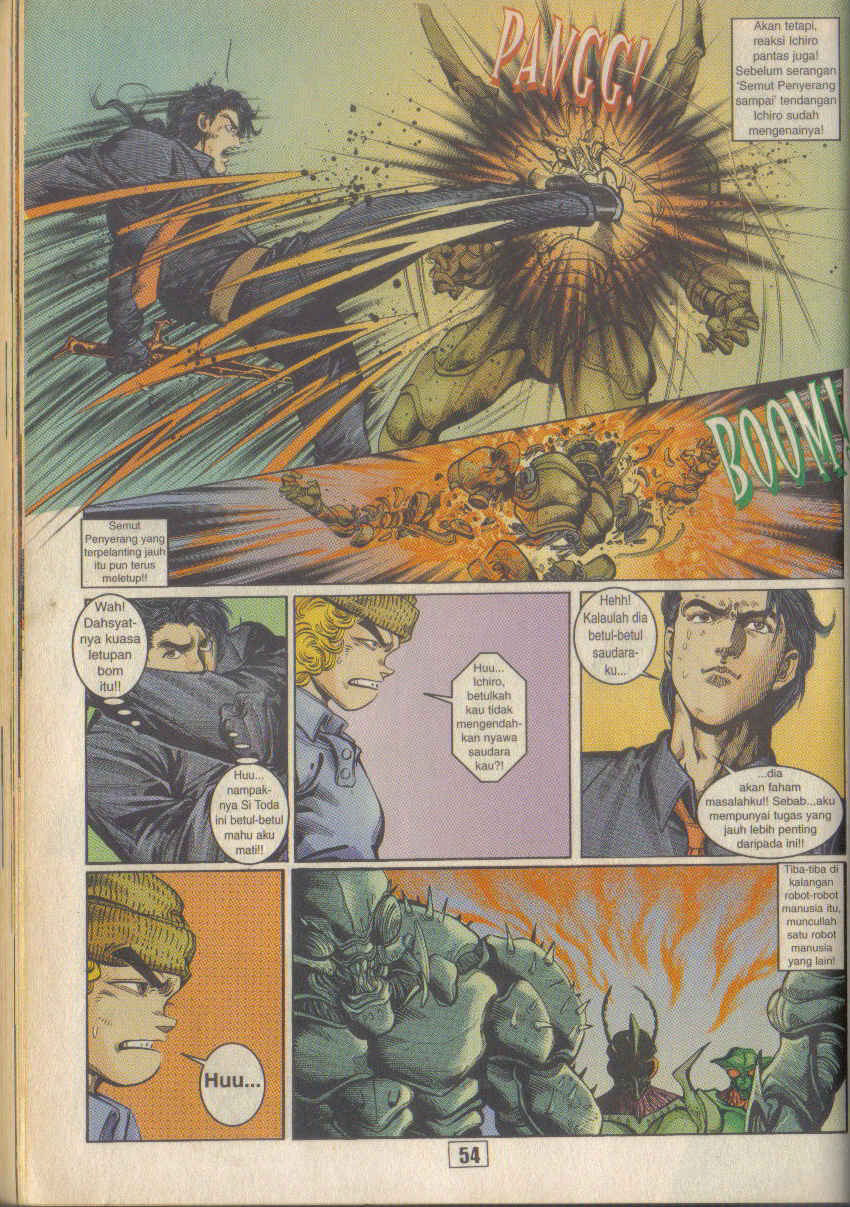 PANGG!
Akan tetapi,
reaksi Ichiro
pantas juga!
Sebelum serangan
'Semut Penyerang
sampai' tendangan
Ichiro sudah
mengenainya!
BOOM!
Semut
Penyerang yang
terpelanting jauh
itu pun terus
meletup!!
Wah!
Dahsyat-
nya kuasa
letupan
bom
itu!!
Huu...
nampak-
nya Si Toda
ini betul-betul
mahu aku
mati!!
Huu...
Ichiro,
betulkah
kau tidak
mengendah-
kan nyawa
saudara
kau?!
Hehh!
Kalaulah dia
betul-betul
saudara-
ku...
...dia
akan faham
masalahku!! Sebab...aku
mempunyai tugas yang
jauh lebih penting
daripada ini!!
Huu...
Tiba-tiba di
kalangan
robot-robot
manusia itu,
muncullah
satu robot
manusia
yang lain!
54